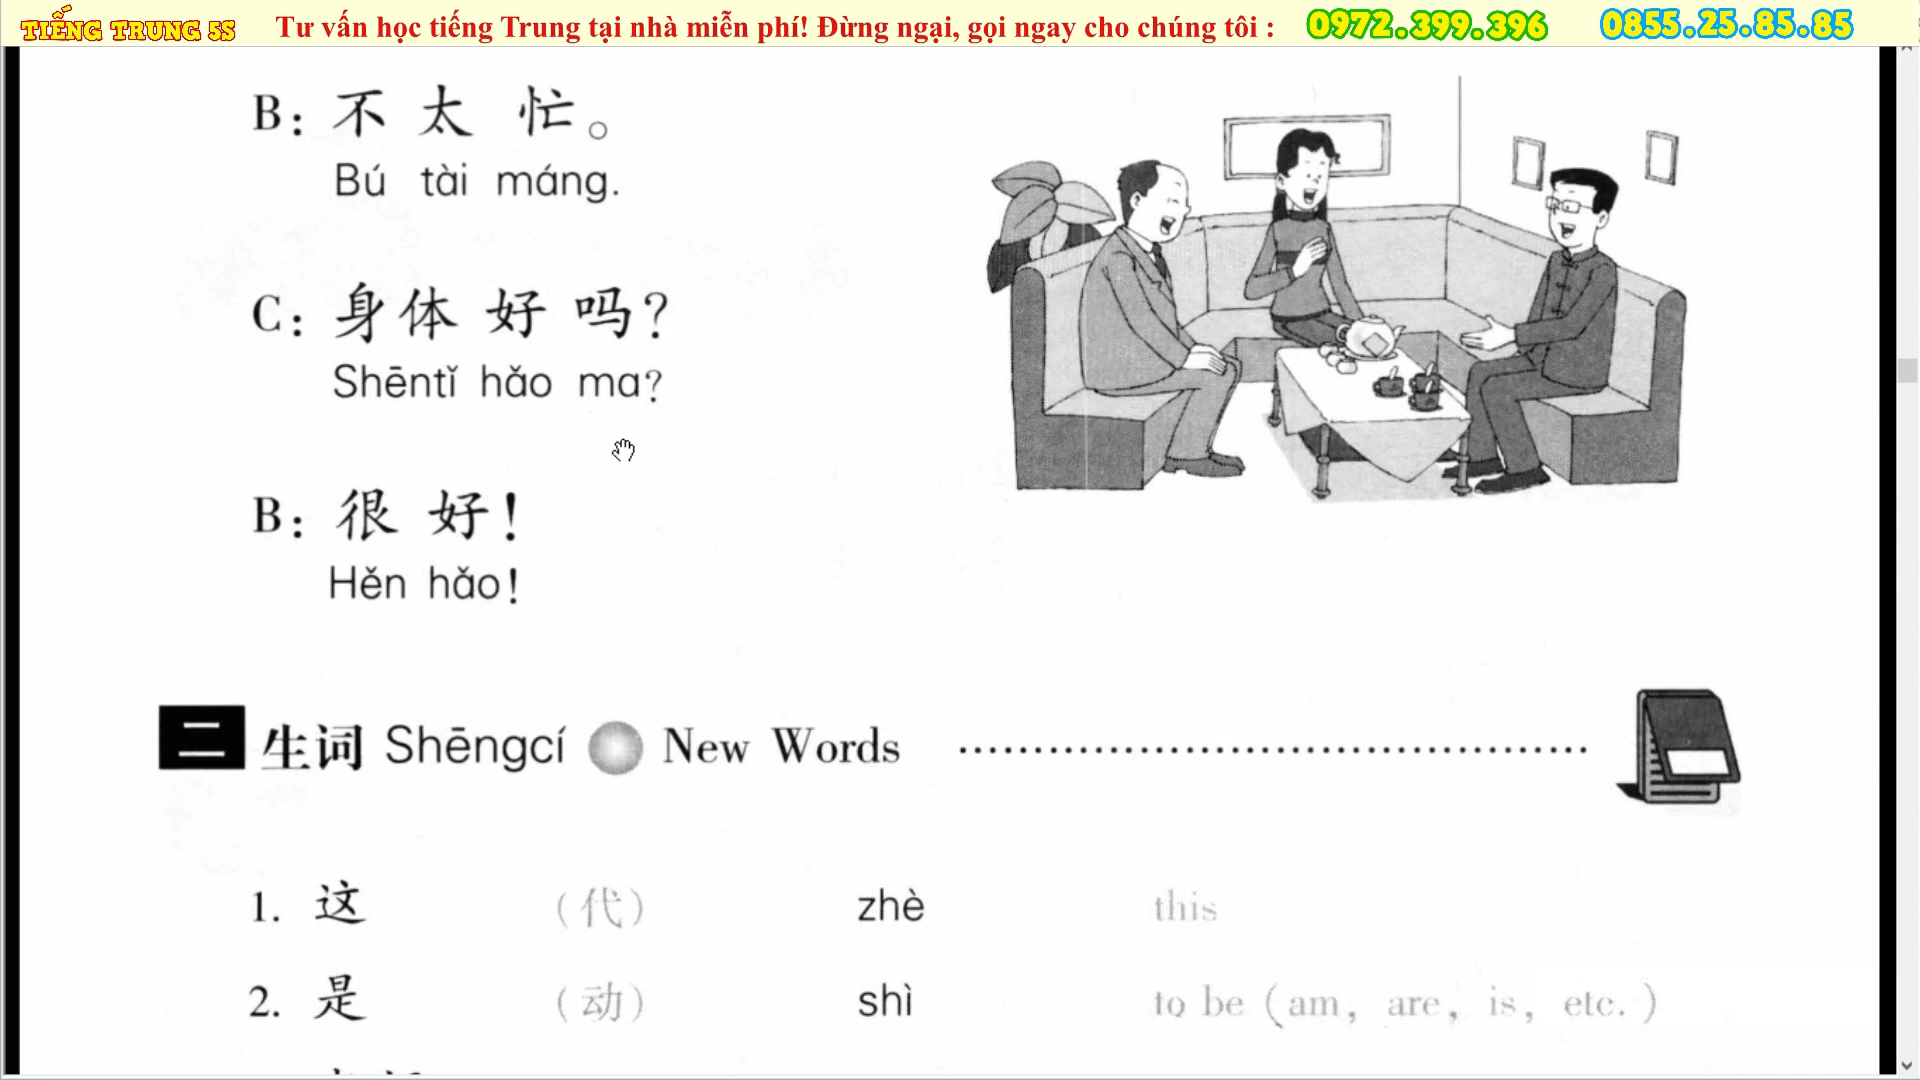 TIẾNG TRUNG 5S Tư vấn học tiếng Trung tại nhà miễn phí! Đừng ngại, gọi ngay cho chúng tôi : 0972.399.396 0855.25.85.85
B: 不 太 忙。
Bú tài máng.
C: 身体 好 吗?
Shēntǐ hǎo ma?
B: 很 好!
Hěn hǎo!
二 生词 Shēngcí New Words
1. 这 (代) zhè this
2. 是 (动) shì to be (am, are, is, etc.)